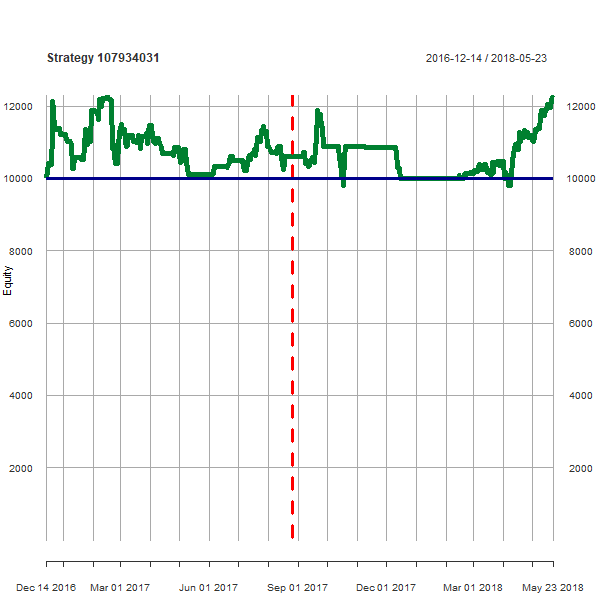 Strategy 107934031
2016-12-14 / 2018-05-23
12000
12000
10000
10000
8000
8000
Equity
6000
6000
4000
4000
2000
2000
Dec 14 2016
Mar 01 2017
Jun 01 2017
Sep 01 2017
Dec 01 2017
Mar 01 2018
May 23 2018